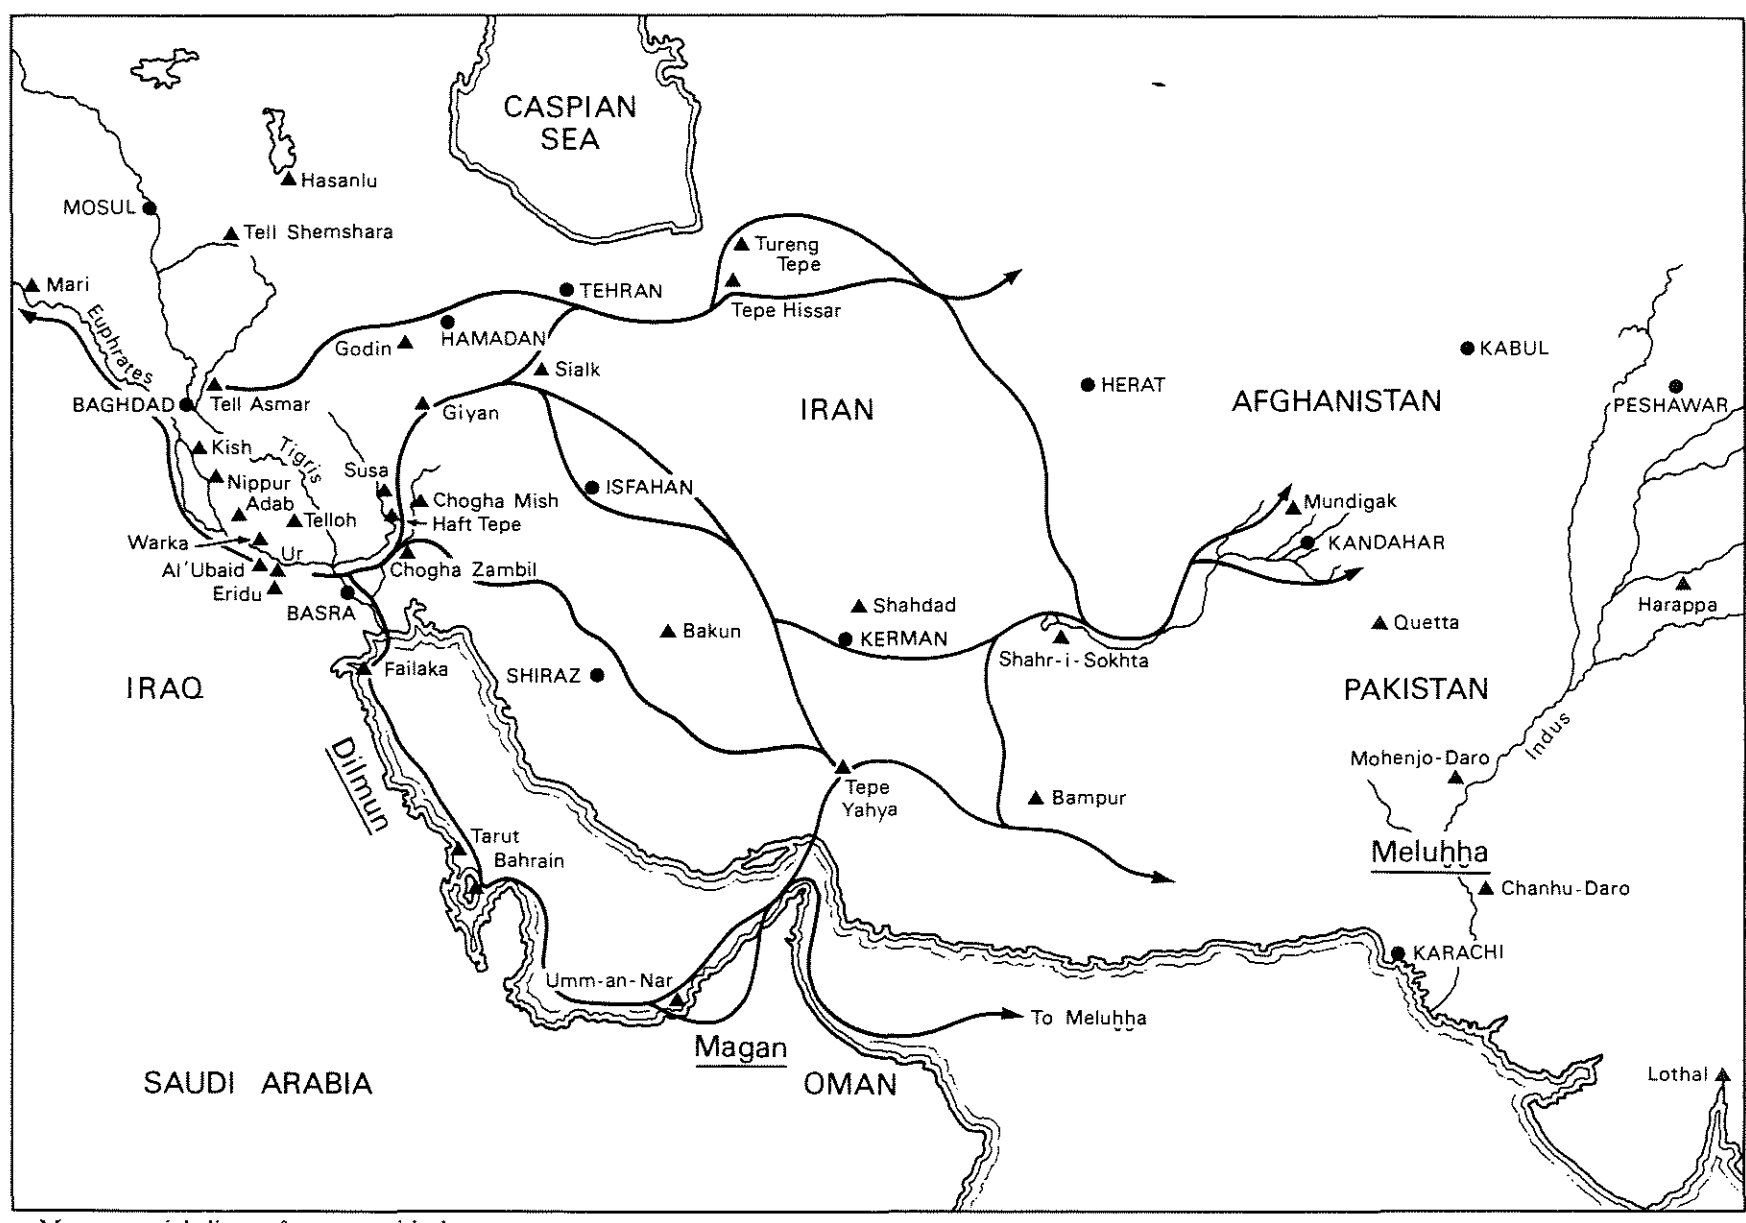 CASPIAN
SEA
Hasanlu
MOSUL
Tell Shemshara
Mari
Euphrates
TEHRAN
Tureng
Tepe
Tepe Hissar
HAMADAN
Godin
Sialk
KABUL
HERAT
AFGHANISTAN
PESHAWAR
IRAN
BAGHDAD
Tell Asmar
Giyan
Kish
Tigris
Susa
Nippur
Adab
Telloh
Chogha Mish
Haft Tepe
ISFAHAN
Mundigak
KANDAHAR
Warka
Ur
Al'Ubaid
Eridu
Chogha Zambil
BASRA
Shahdad
KERMAN
Bakun
Harappa
Quetta
Shahr-i-Sokhta
Failaka
SHIRAZ
IRAQ
PAKISTAN
Indus
Dilmun
Mohenjo-Daro
Tepe
Yahya
Bampur
Tarut
Bahrain
Meluḫḫa
Chanhu-Daro
KARACHI
Umm-an-Nar
To Meluḫḫa
Magan
SAUDI ARABIA
OMAN
Lothal